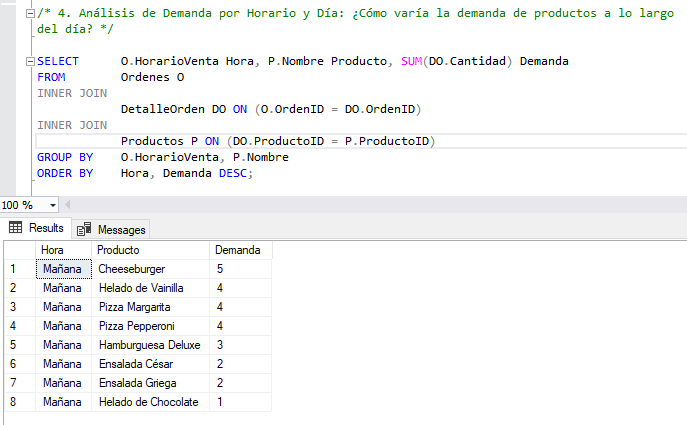 /* 4. Análisis de Demanda por Horario y Día: ¿Cómo varía la demanda de productos a lo largo
del día? */
SELECT O.HorarioVenta Hora, P.Nombre Producto, SUM(DO.Cantidad) Demanda
FROM Ordenes O
INNER JOIN
DetalleOrden DO ON (O.OrdenID = DO.OrdenID)
INNER JOIN
Productos P ON (DO.ProductoID = P.ProductoID)
GROUP BY O.HorarioVenta, P.Nombre
ORDER BY Hora, Demanda DESC;
100 %
Results Messages
Hora Producto Demanda
1 Mañana Cheeseburger 5
2 Mañana Helado de Vainilla 4
3 Mañana Pizza Margarita 4
4 Mañana Pizza Pepperoni 4
5 Mañana Hamburguesa Deluxe 3
6 Mañana Ensalada César 2
7 Mañana Ensalada Griega 2
8 Mañana Helado de Chocolate 1